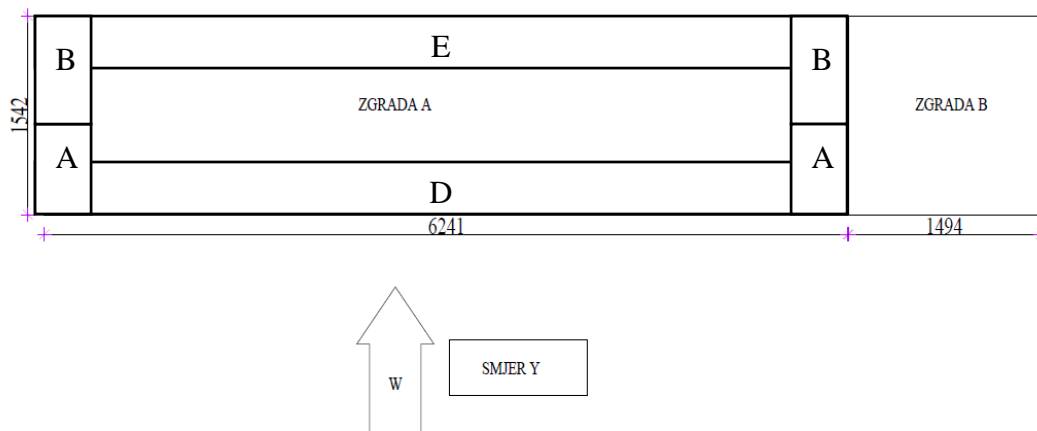 B E B
ZGRADA A ZGRADA B
1542
A A
D
6241 1494
W SMJER Y